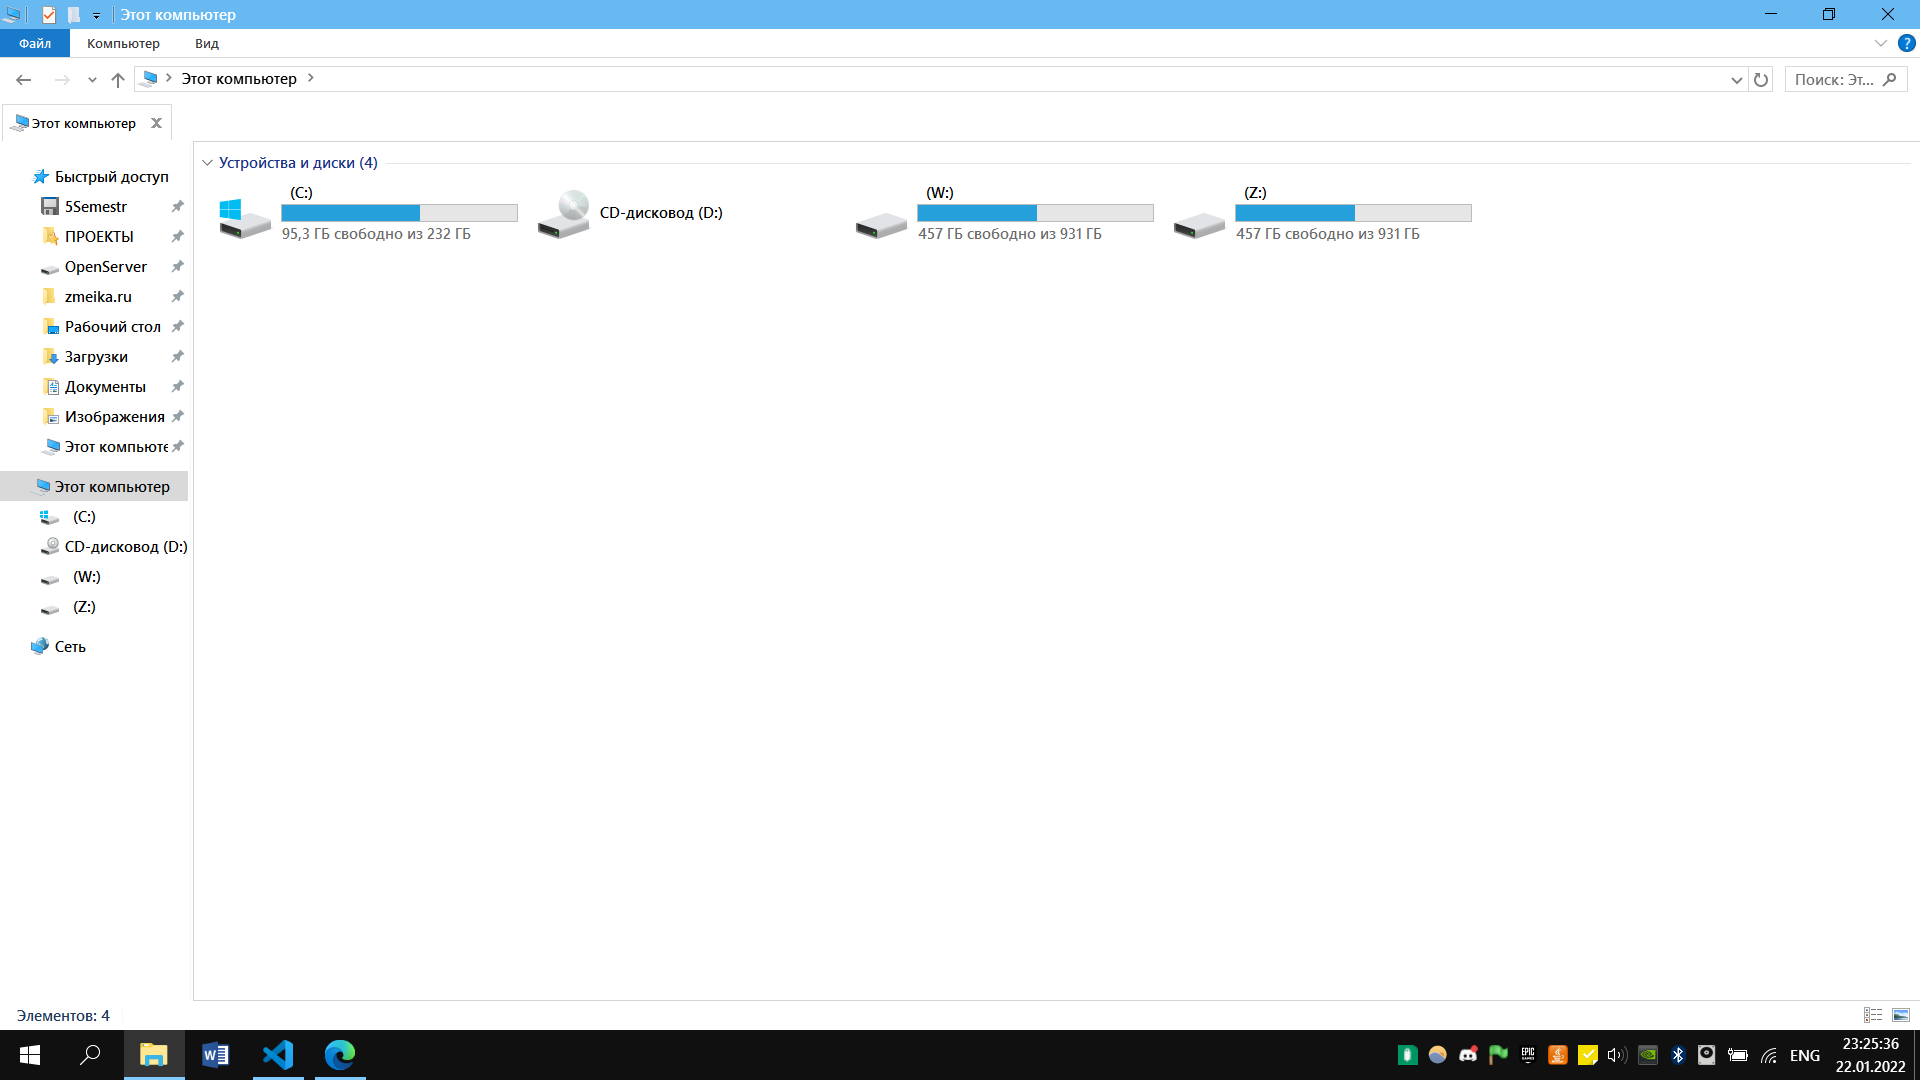 Этот компьютер
Файл
Компьютер
Вид
?
Этот компьютер
Поиск: Эт...
Этот компьютер
Быстрый доступ
5Semestr
ПРОЕКТЫ
OpenServer
zmeika.ru
Рабочий стол
Загрузки
Документы
Изображения
Этот компьюте
Этот компьютер
(C:)
CD-дисковод (D:)
(W:)
(Z:)
Сеть
Устройства и диски (4)
(C:)
95,3 ГБ свободно из 232 ГБ
CD-дисковод (D:)
(W:)
457 ГБ свободно из 931 ГБ
(Z:)
457 ГБ свободно из 931 ГБ
Элементов: 4
W
EPIC
ENG
23:25:36
22.01.2022